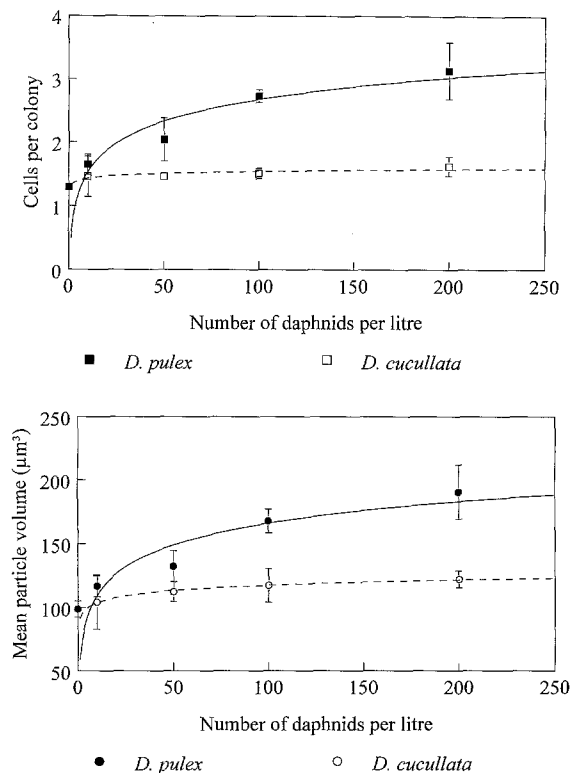 4
3
2
1
0
Cells per colony
0 50 100 150 200 250
Number of daphnids per litre
D. pulex D. cucullata
250
200
150
100
50
Mean particle volume (μm³)
0 50 100 150 200 250
Number of daphnids per litre
D. pulex D. cucullata